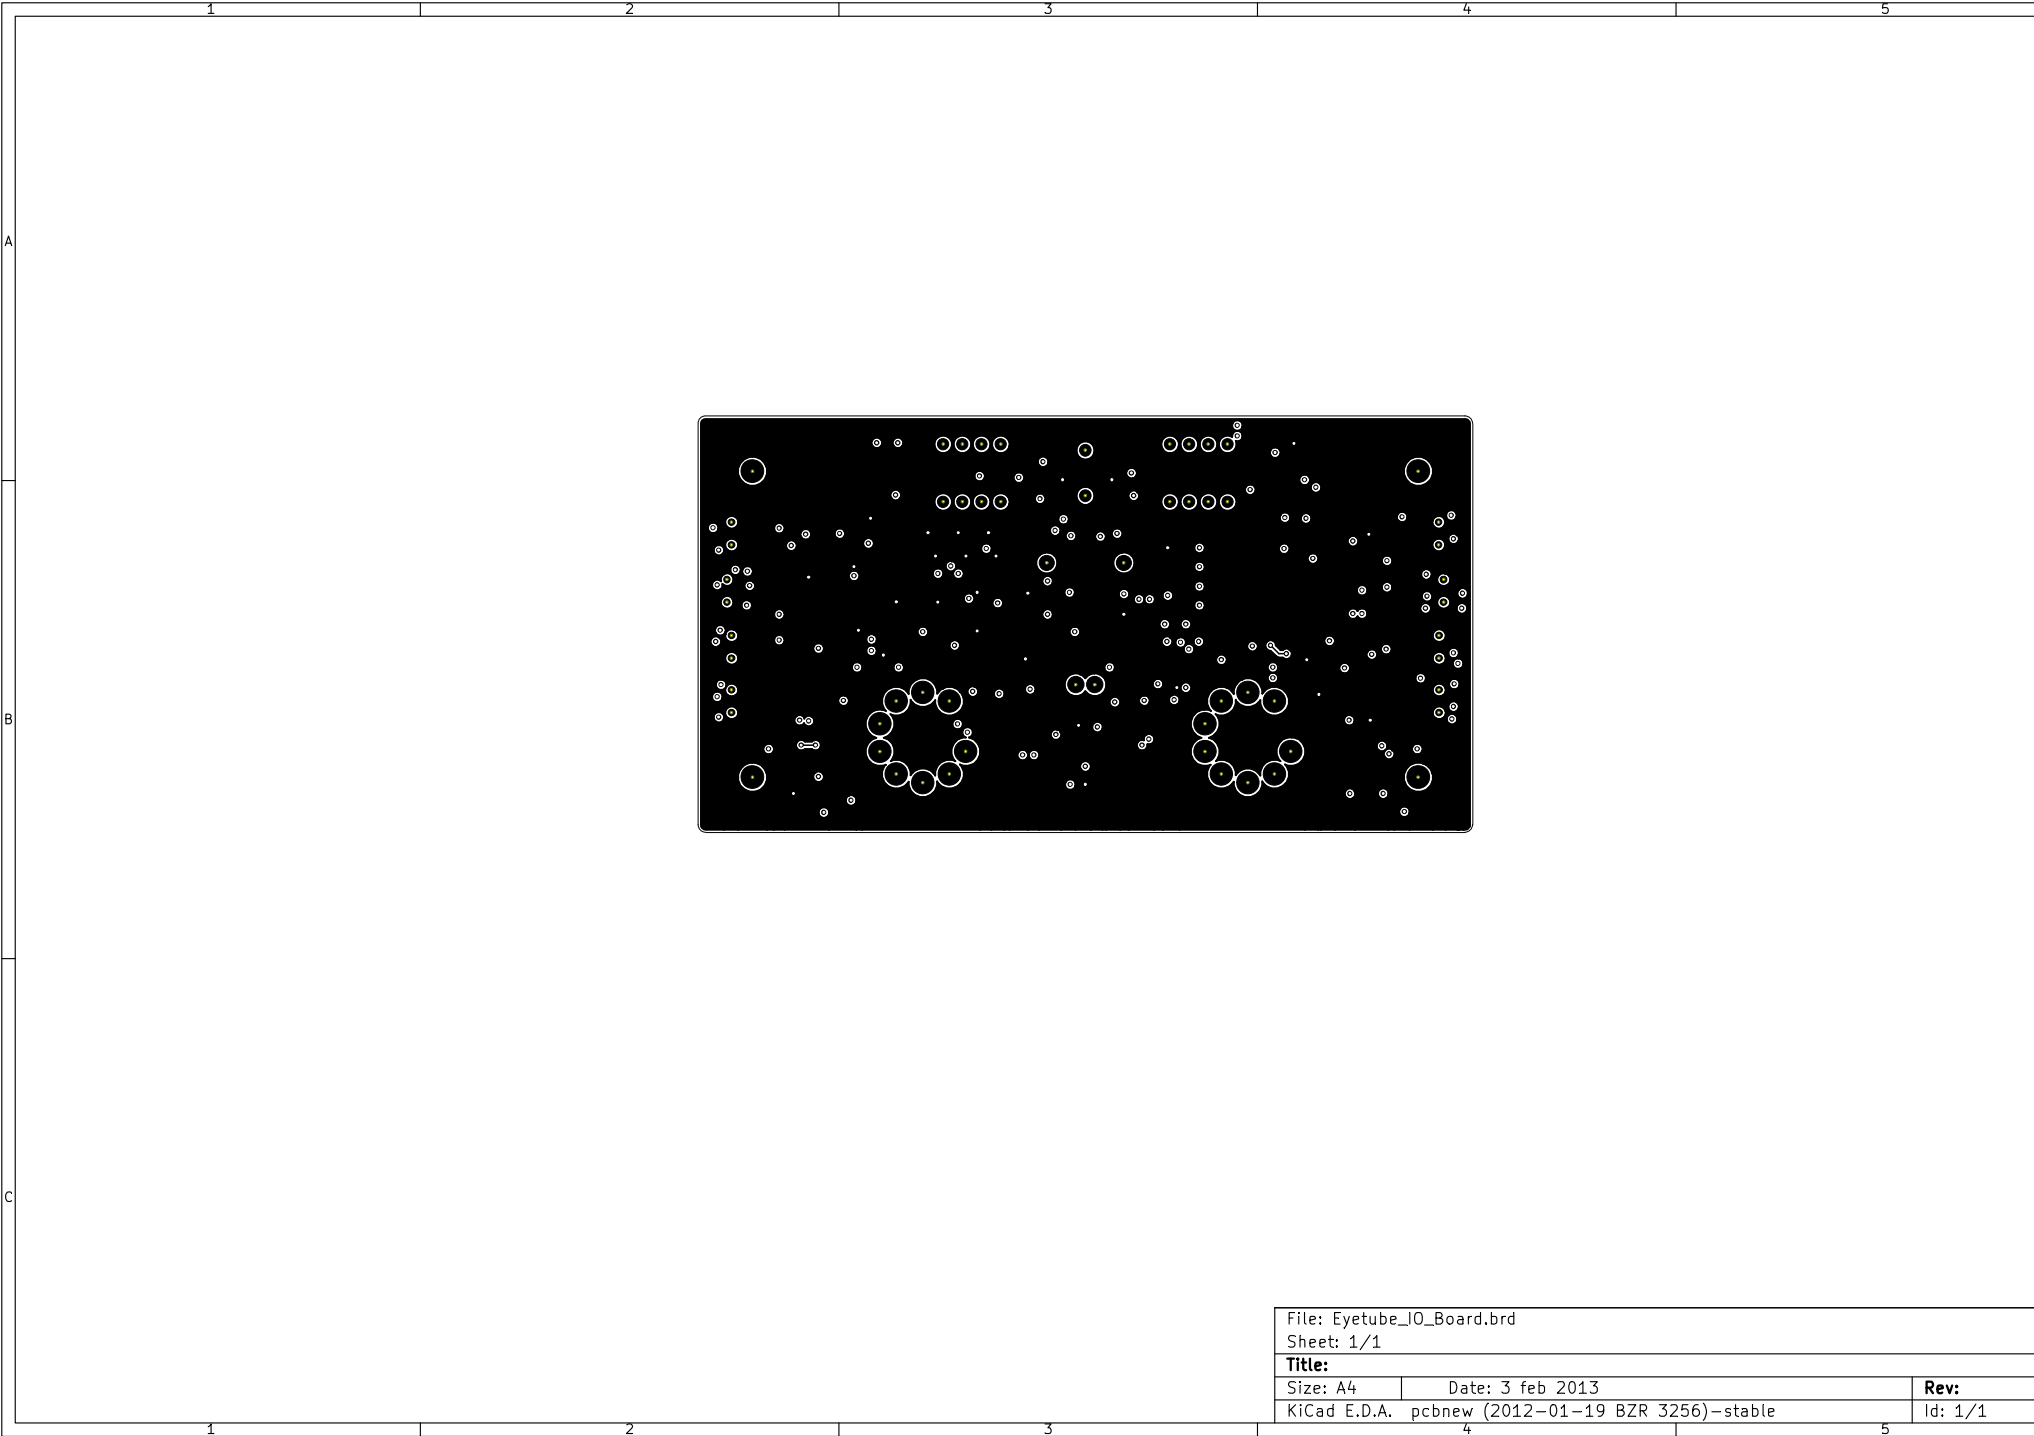 1 2 3 4 5
A
B
C
File: Eyetube_IO_Board.brd
Sheet: 1/1
Title:
Size: A4 Date: 3 feb 2013 Rev:
KiCad E.D.A. pcbnew (2012-01-19 BZR 3256)-stable Id: 1/1
1 2 3 4 5